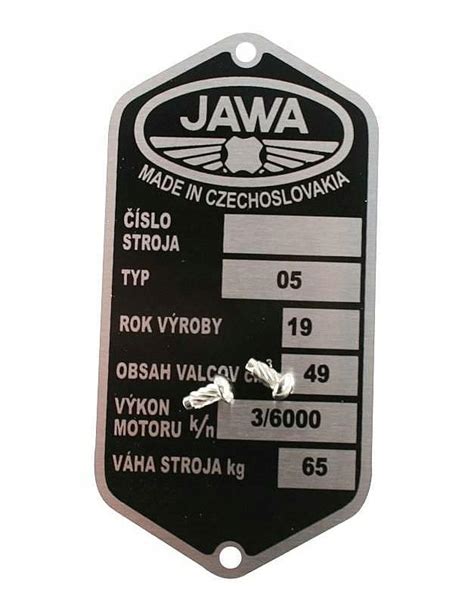 JAWA
MADE IN CZECHOSLOVAKIA
ČÍSLO
STROJA
TYP 05
ROK VÝROBY 19
OBSAH VALCOV cm³ 49
VÝKON
MOTORU k/n 3/6000
VÁHA STROJA kg 65